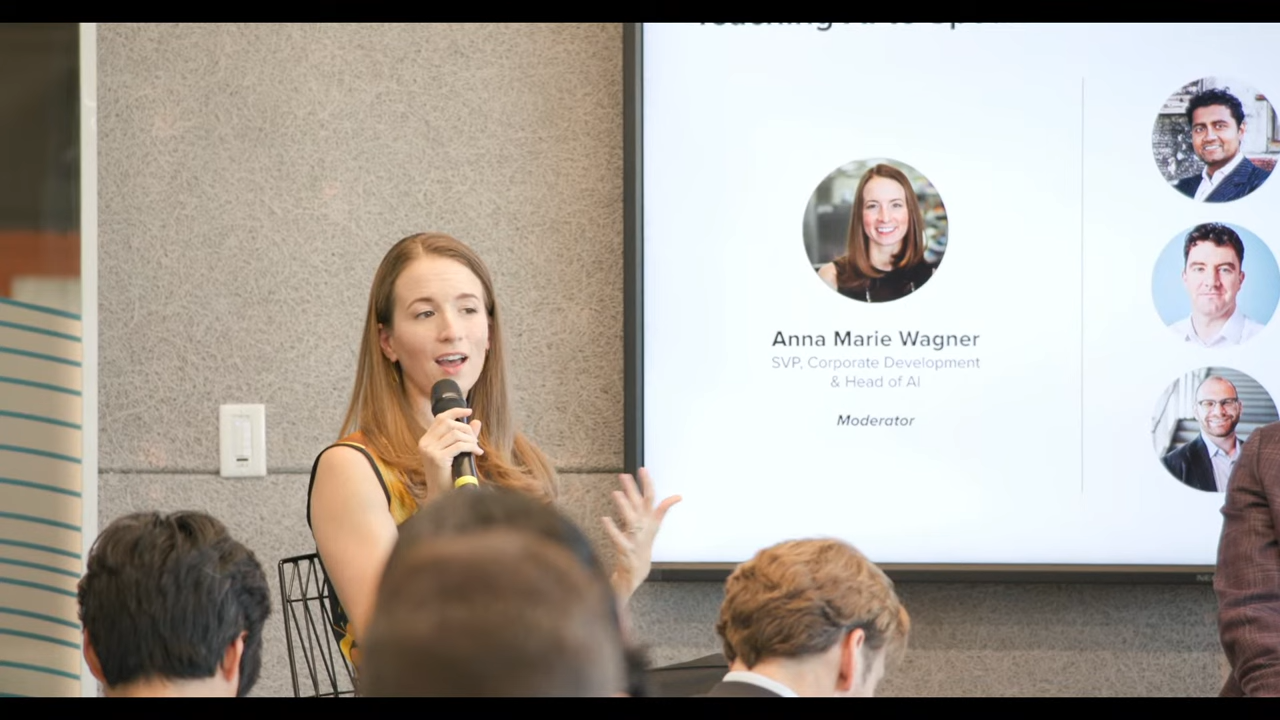 Anna Marie Wagner
SVP, Corporate Development
& Head of AI
Moderator